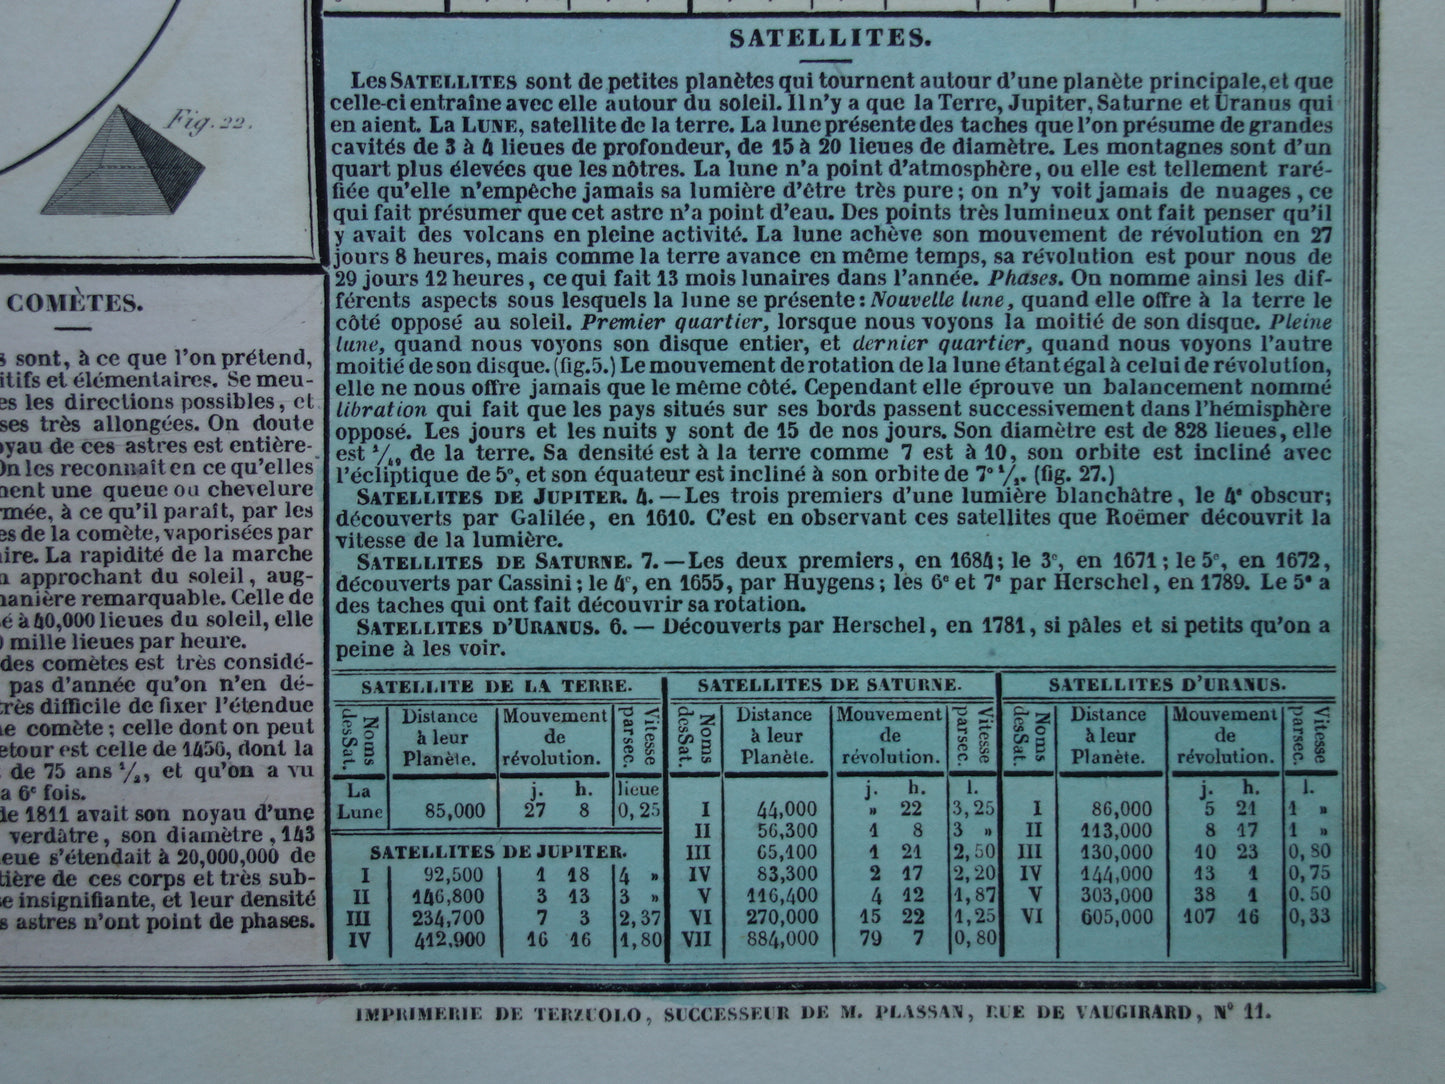 Fig. 22.
COMÈTES.
sont, à ce que l'on prétend,
itifs et élémentaires. Se meu-
es les directions possibles, et
ses très allongées. On doute
oyau de ces astres est entière-
On les reconnaît en ce qu'elles
ment une queue ou chevelure
rmée, à ce qu'il paraît, par les
es de la comète, vaporisées par
aire. La rapidité de la marche
n approchant du soleil, aug-
manière remarquable. Celle de
é à 40,000 lieues du soleil, elle
0 mille lieues par heure.
des comètes est très considé-
pas d'année qu'on n'en dé-
très difficile de fixer l'étendue
ne comète; celle dont on peut
retour est celle de 1456, dont la
de 75 ans 1/2, et qu'on a vu
a 6e fois.
de 1811 avait son noyau d'une
verdâtre, son diamètre, 143
ueue s'étendait à 20,000,000 de
tière de ces corps est très sub-
se insignifiante, et leur densité
s astres n'ont point de phases.
SATELLITES.
Les SATELLITES sont de petites planètes qui tournent autour d'une planète principale, et que
celle-ci entraîne avec elle autour du soleil. Il n'y a que la Terre, Jupiter, Saturne et Uranus qui
en aient. La LUNE, satellite de la terre. La lune présente des taches que l'on présume de grandes
cavités de 3 à 4 lieues de profondeur, de 15 à 20 lieues de diamètre. Les montagnes sont d'un
quart plus élevées que les nôtres. La lune n'a point d'atmosphère, ou elle est tellement raré-
fiée qu'elle n'empêche jamais sa lumière d'être très pure; on n'y voit jamais de nuages, ce
qui fait présumer que cet astre n'a point d'eau. Des points très lumineux ont fait penser qu'il
y avait des volcans en pleine activité. La lune achève son mouvement de révolution en 27
jours 8 heures, mais comme la terre avance en même temps, sa révolution est pour nous de
29 jours 12 heures, ce qui fait 13 mois lunaires dans l'année. Phases. On nomme ainsi les dif-
férents aspects sous lesquels la lune se présente: Nouvelle lune, quand elle offre à la terre le
côté opposé au soleil. Premier quartier, lorsque nous voyons la moitié de son disque. Pleine
lune, quand nous voyons son disque entier, et dernier quartier, quand nous voyons l'autre
moitié de son disque. (fig. 5.) Le mouvement de rotation de la lune étant égal à celui de révolution,
elle ne nous offre jamais que le même côté. Cependant elle éprouve un balancement nommé
libration qui fait que les pays situés sur ses bords passent successivement dans l'hémisphère
opposé. Les jours et les nuits y sont de 15 de nos jours. Son diamètre est de 828 lieues, elle
est 1/49 de la terre. Sa densité est à la terre comme 7 est à 10, son orbite est incliné avec
l'écliptique de 5°, et son équateur est incliné à son orbite de 7° 1/2. (fig. 27.)
SATELLITES DE JUPITER. 4. — Les trois premiers d'une lumière blanchâtre, le 4e obscur;
découverts par Galilée, en 1610. C'est en observant ces satellites que Roëmer découvrit la
vitesse de la lumière.
SATELLITES DE SATURNE. 7. — Les deux premiers, en 1684; le 3e, en 1671; le 5e, en 1672,
découverts par Cassini; le 4e, en 1655, par Huygens; les 6e et 7e par Herschel, en 1789. Le 5e a
des taches qui ont fait découvrir sa rotation.
SATELLITES D'URANUS. 6. — Découverts par Herschel, en 1781, si pâles et si petits qu'on a
peine à les voir.
SATELLITE DE LA TERRE.
Noms des Sat. Distance à leur Planète. Mouvement de révolution. Vitesse par sec.
j. h. lieue
La Lune 85,000 27 8 0,25
SATELLITES DE JUPITER.
I 92,500 1 18 4 »
II 146,800 3 13 3 »
III 234,700 7 3 2,37
IV 412,900 16 16 1,80
SATELLITES DE SATURNE.
Noms des Sat. Distance à leur Planète. Mouvement de révolution. Vitesse par sec.
j. h. l.
I 44,000 » 22 3,25
II 56,300 1 8 3 »
III 65,100 1 21 2,50
IV 83,300 2 17 2,20
V 116,400 4 12 1,87
VI 270,000 15 22 1,25
VII 884,000 79 7 0,80
SATELLITES D'URANUS.
Noms des Sat. Distance à leur Planète. Mouvement de révolution. Vitesse par sec.
j. h. l.
I 86,000 5 21 1 »
II 113,000 8 17 1 »
III 130,000 10 23 0,80
IV 144,000 13 1 0,75
V 303,000 38 1 0.50
VI 605,000 107 16 0,33
IMPRIMERIE DE TERZUOLO, SUCCESSEUR DE M. PLASSAN, RUE DE VAUGIRARD, N° 11.